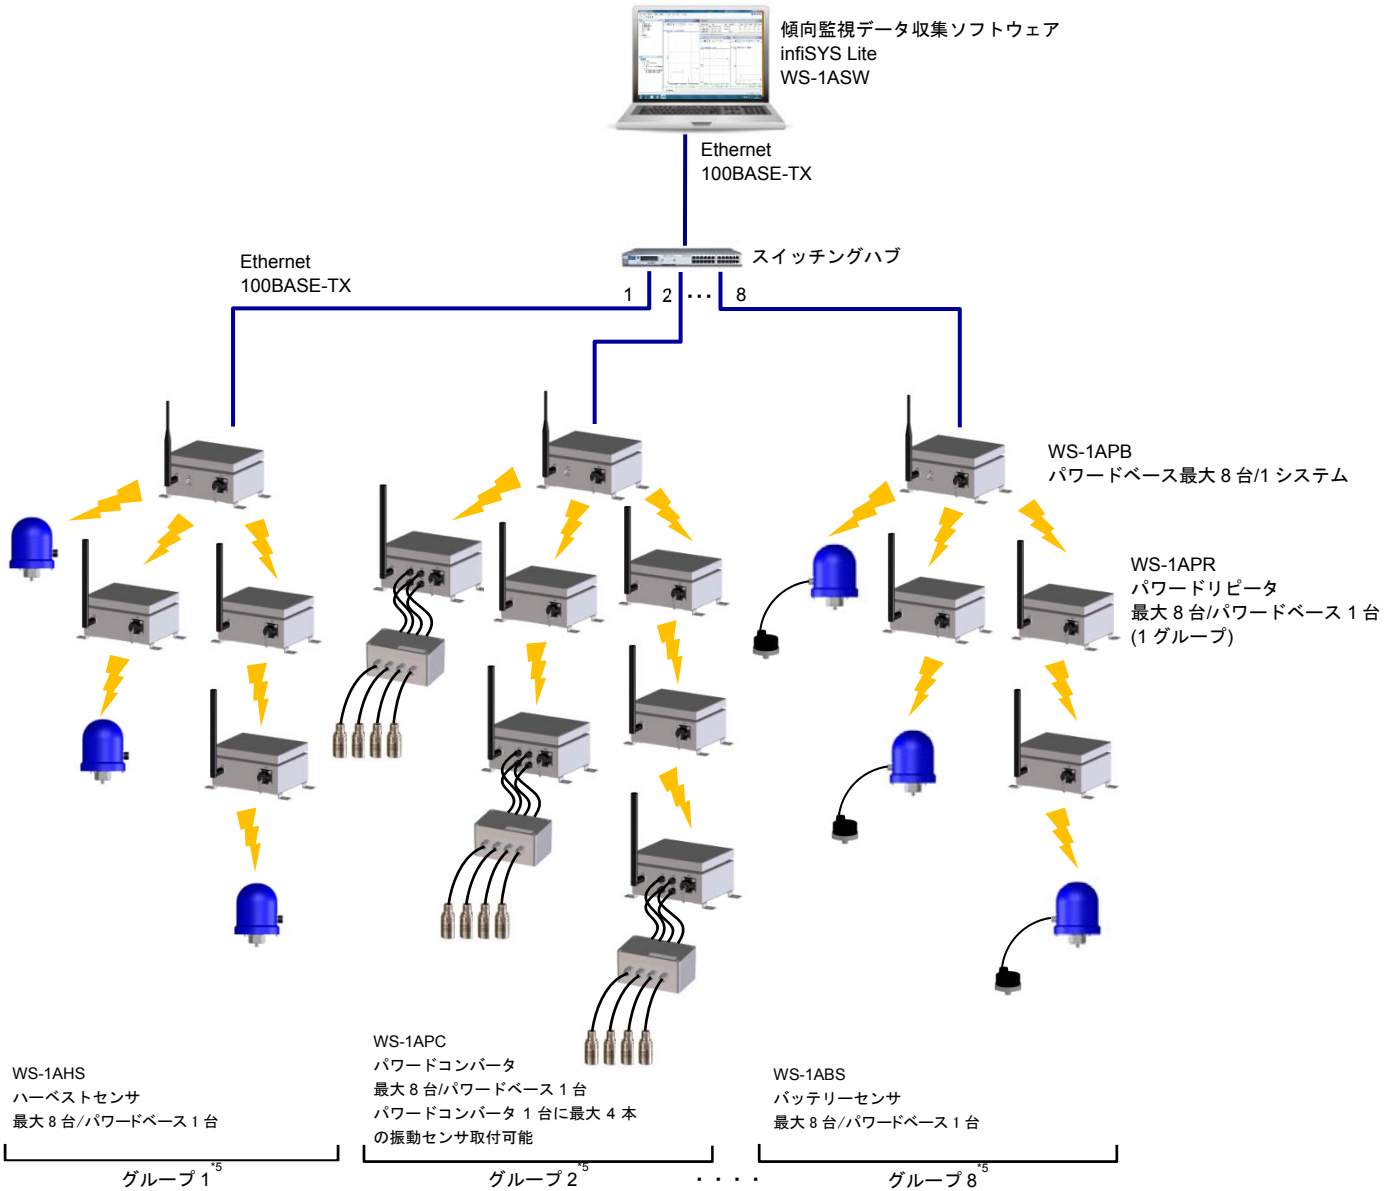 傾向監視データ収集ソフトウェア
infiSYS Lite
WS-1ASW
Ethernet
100BASE-TX
スイッチングハブ
Ethernet
100BASE-TX
1
2
･･･
8
WS-1APB
パワードベース最大 8 台/1 システム
WS-1APR
パワードリピータ
最大 8 台/パワードベース 1 台
(1 グループ)
WS-1AHS
ハーベストセンサ
最大 8 台/パワードベース 1 台
WS-1APC
パワードコンバータ
最大 8 台/パワードベース 1 台
パワードコンバータ 1 台に最大 4 本
の振動センサ取付可能
WS-1ABS
バッテリーセンサ
最大 8 台/パワードベース 1 台
グループ 1*5
グループ 2*5
････
グループ 8*5